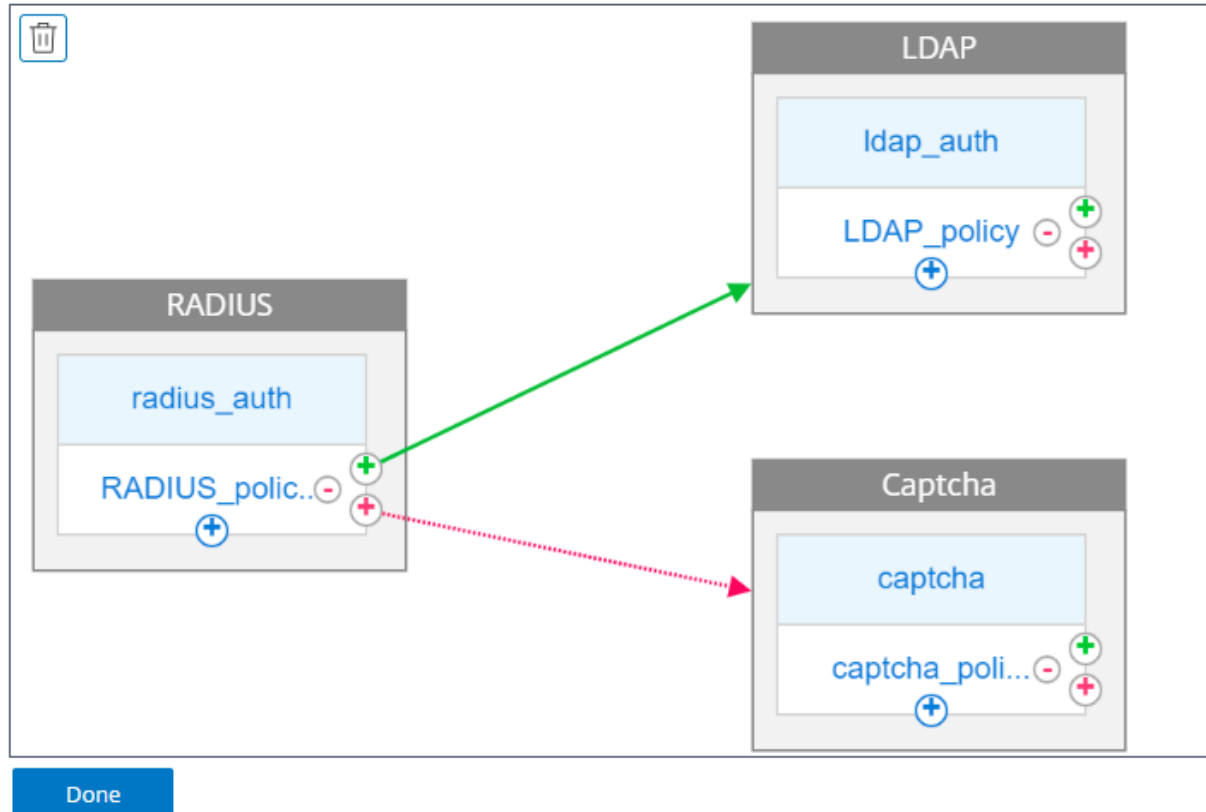 LDAP
ldap_auth
LDAP_policy
RADIUS
radius_auth
RADIUS_polic..
Captcha
captcha
captcha_poli...
Done